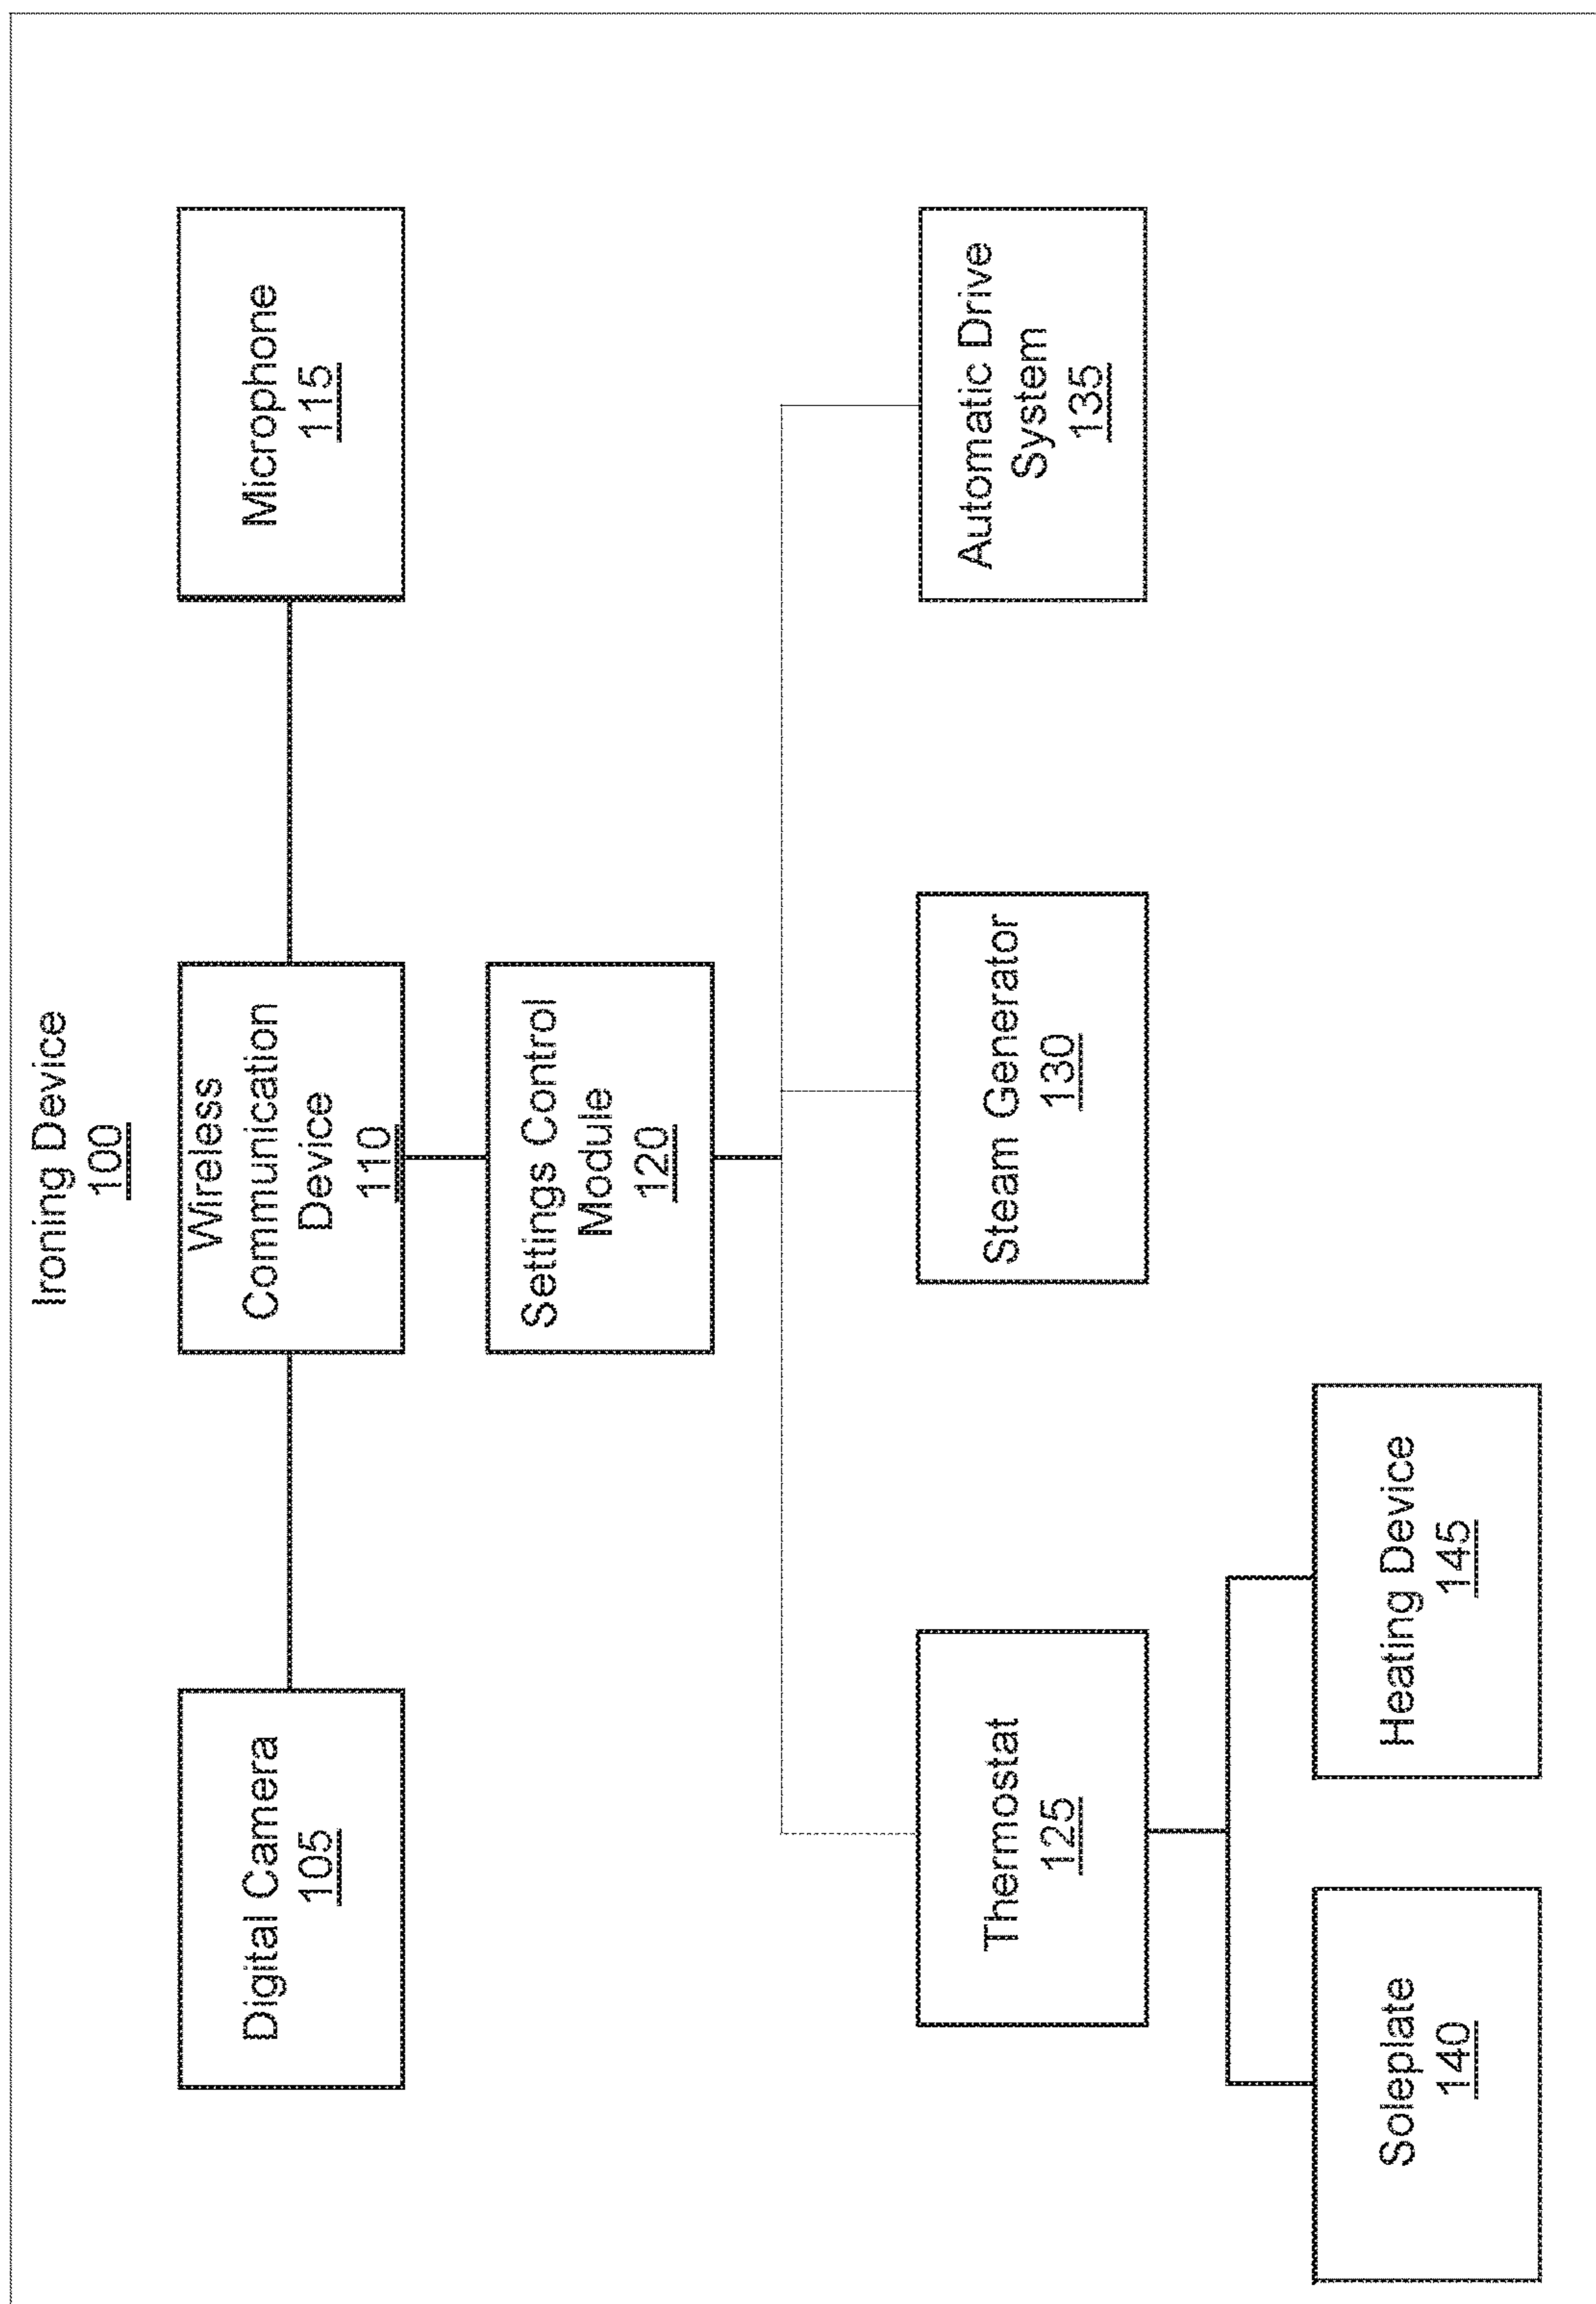 Ironing Device
100
Digital Camera
105
Wireless
Communication
Device
110
Microphone
115
Settings Control
Module
120
Thermostat
125
Steam Generator
130
Automatic Drive
System
135
Soleplate
140
Heating Device
145